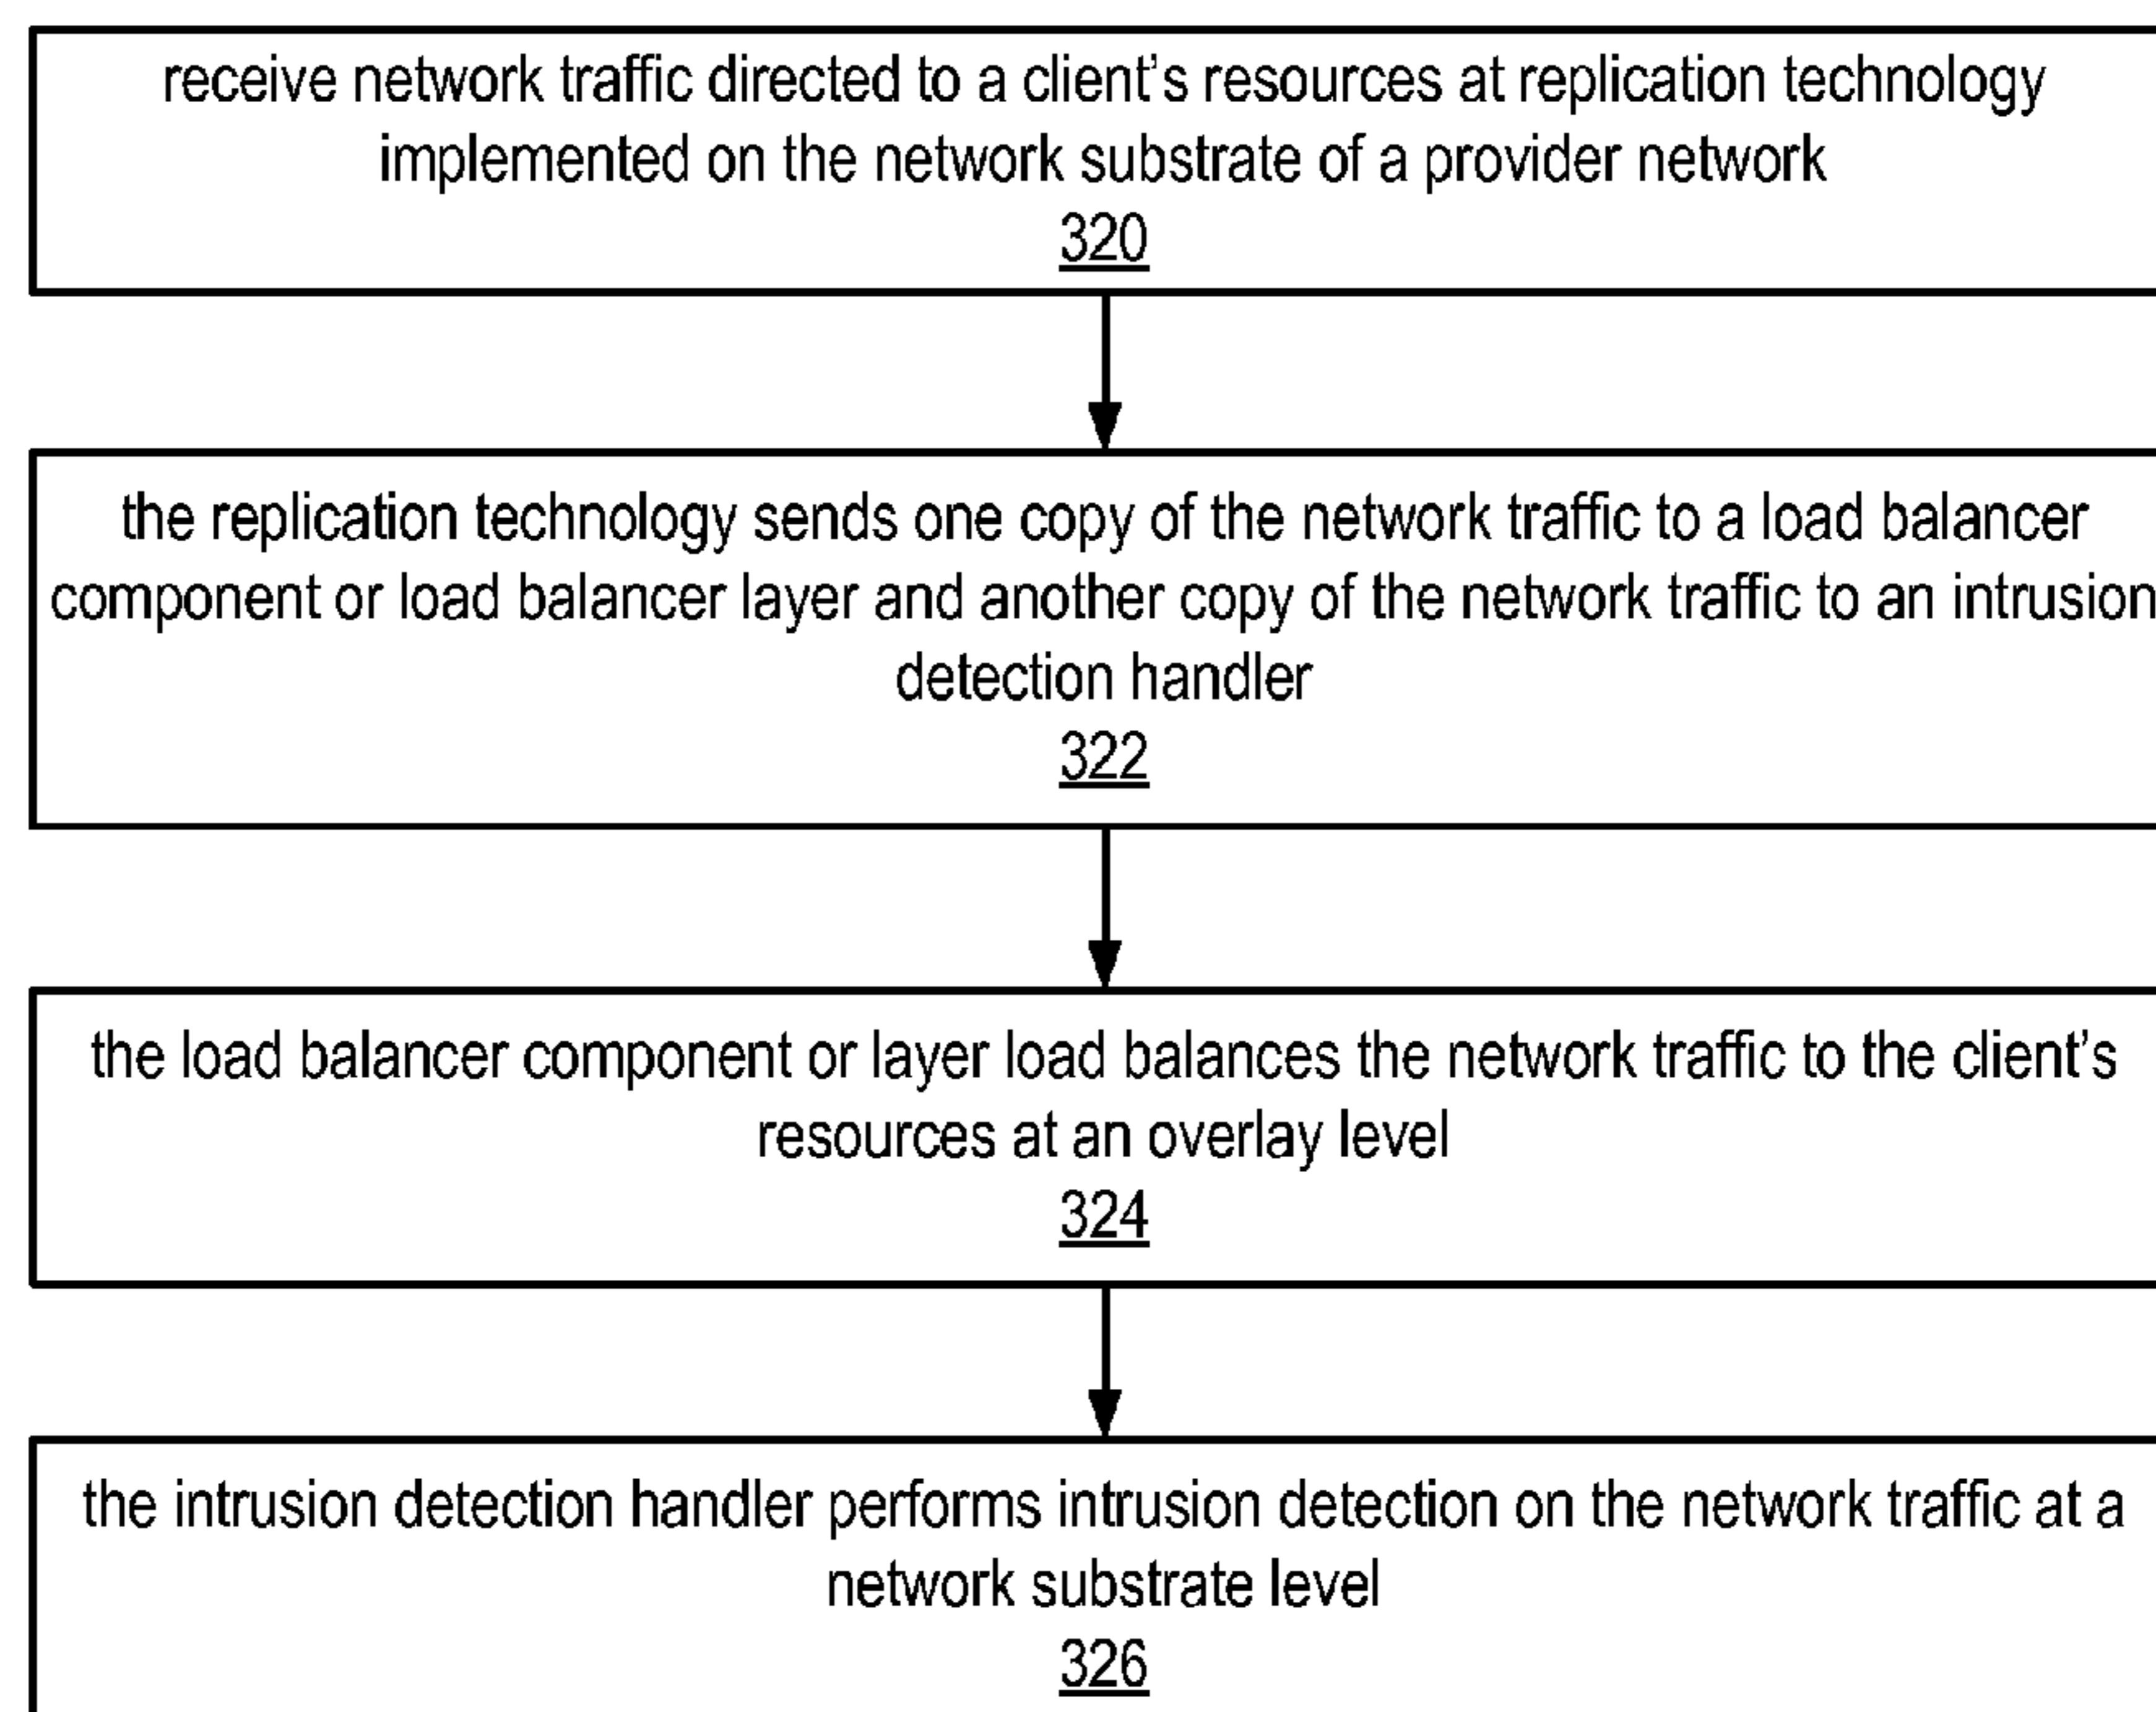 receive network traffic directed to a client's resources at replication technology
implemented on the network substrate of a provider network
320
the replication technology sends one copy of the network traffic to a load balancer
component or load balancer layer and another copy of the network traffic to an intrusion
detection handler
322
the load balancer component or layer load balances the network traffic to the client's
resources at an overlay level
324
the intrusion detection handler performs intrusion detection on the network traffic at a
network substrate level
326